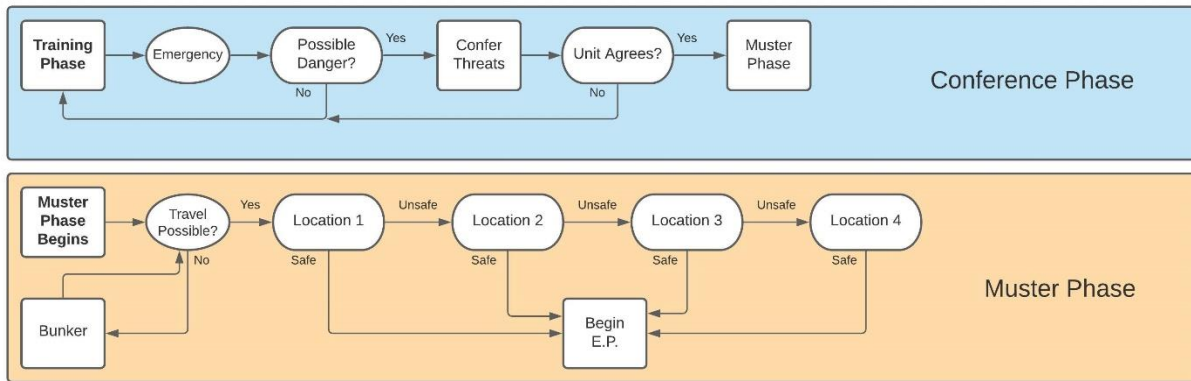 Training
Phase
Emergency
Possible
Danger?
Yes
No
Confer
Threats
Unit Agrees?
Yes
No
Muster
Phase
Conference Phase
Muster
Phase
Begins
Travel
Possible?
Yes
No
Bunker
Location 1
Unsafe
Safe
Location 2
Unsafe
Safe
Location 3
Unsafe
Safe
Location 4
Safe
Begin
E.P.
Muster Phase